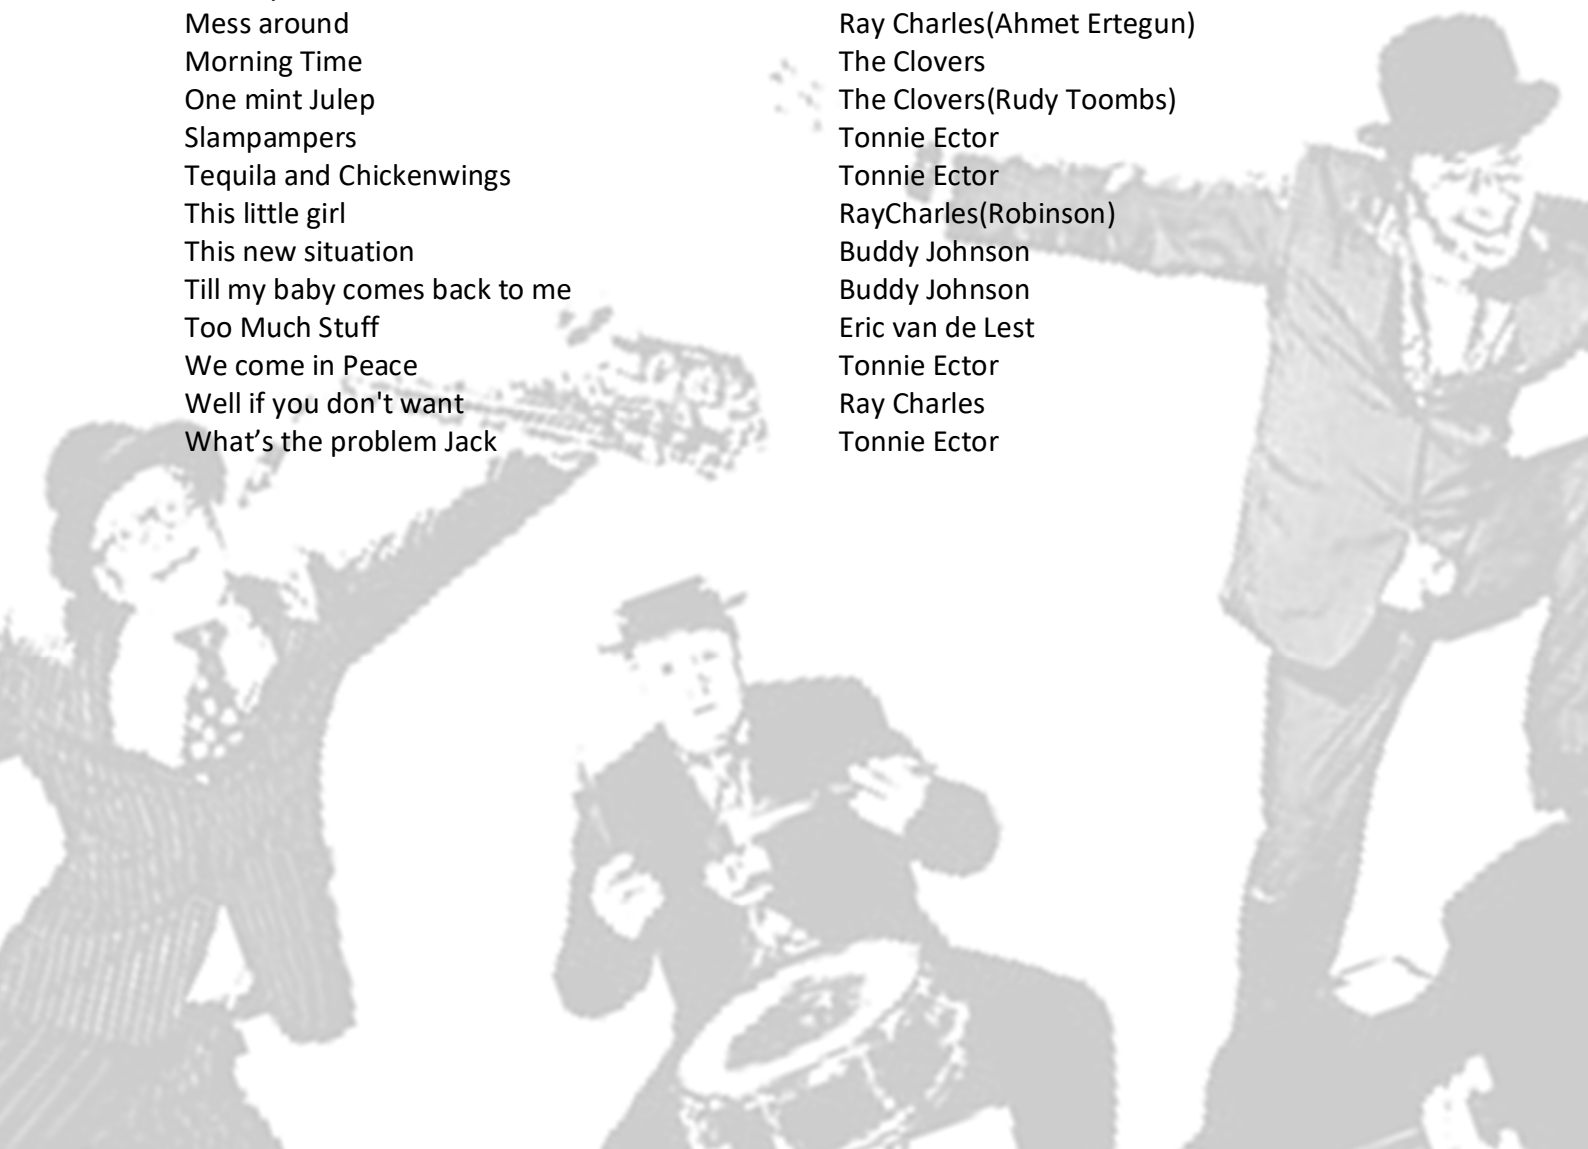 Mess around Ray Charles(Ahmet Ertegun)
Morning Time The Clovers
One mint Julep The Clovers(Rudy Toombs)
Slampampers Tonnie Ector
Tequila and Chickenwings Tonnie Ector
This little girl RayCharles(Robinson)
This new situation Buddy Johnson
Till my baby comes back to me Buddy Johnson
Too Much Stuff Eric van de Lest
We come in Peace Tonnie Ector
Well if you don't want Ray Charles
What’s the problem Jack Tonnie Ector